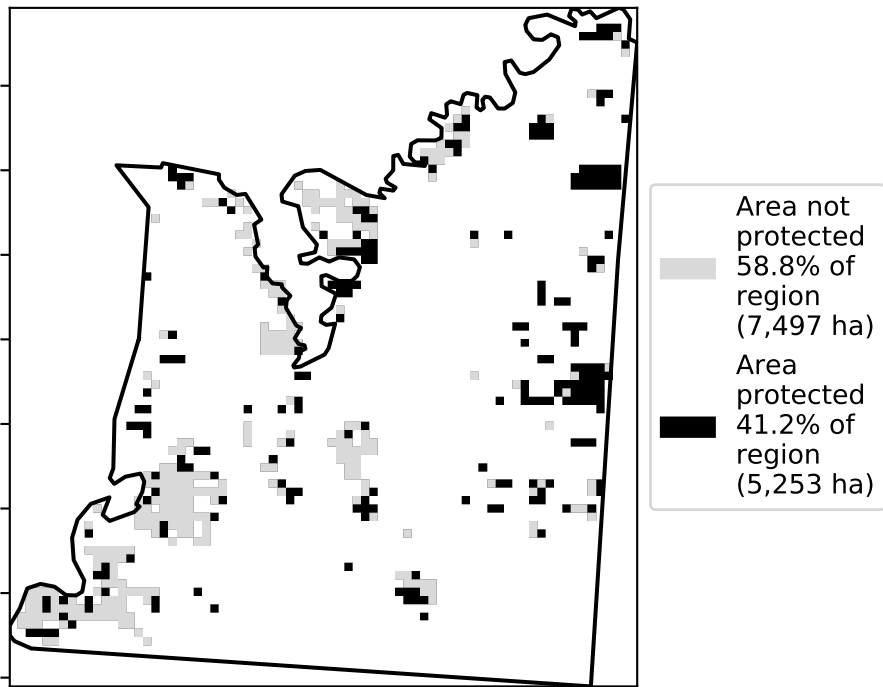 Area not
protected
58.8% of
region
(7,497 ha)
Area
protected
41.2% of
region
(5,253 ha)